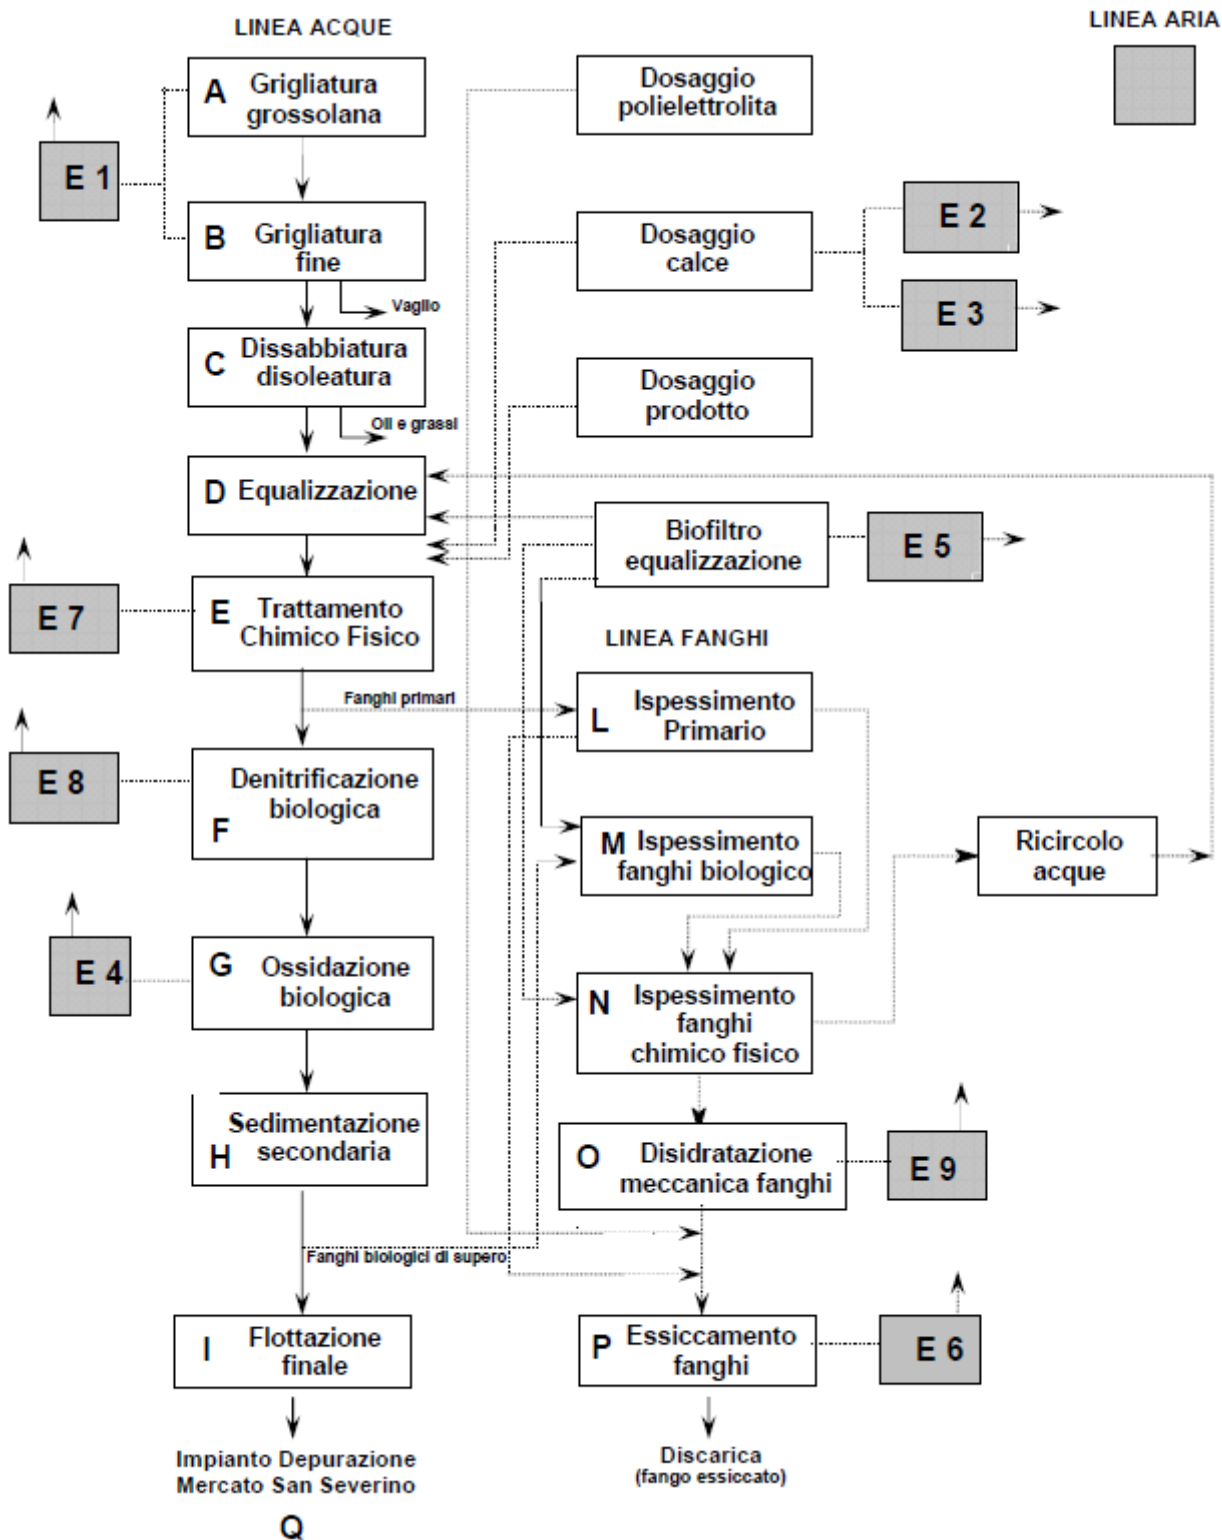 LINEA ACQUE
LINEA ARIA
A Grigliatura
grossolana
Dosaggio
polielettrolita
E 1
B Grigliatura
fine
Vaglio
Dosaggio
calce
E 2
E 3
C Dissabbiatura
disoleatura
Oli e grassi
Dosaggio
prodotto
D Equalizzazione
Biofiltro
equalizzazione
E 5
E 7
E Trattamento
Chimico Fisico
LINEA FANGHI
Fanghi primari
L Ispessimento
Primario
E 8
Denitrificazione
biologica
F
M Ispessimento
fanghi biologico
Ricircolo
acque
E 4
G Ossidazione
biologica
N Ispessimento
fanghi
chimico fisico
Sedimentazione
H secondaria
O Disidratazione
meccanica fanghi
E 9
Fanghi biologici di supero
I Flottazione
finale
P Essiccamento
fanghi
E 6
Impianto Depurazione
Mercato San Severino
Q
Discarica
(fango essiccato)